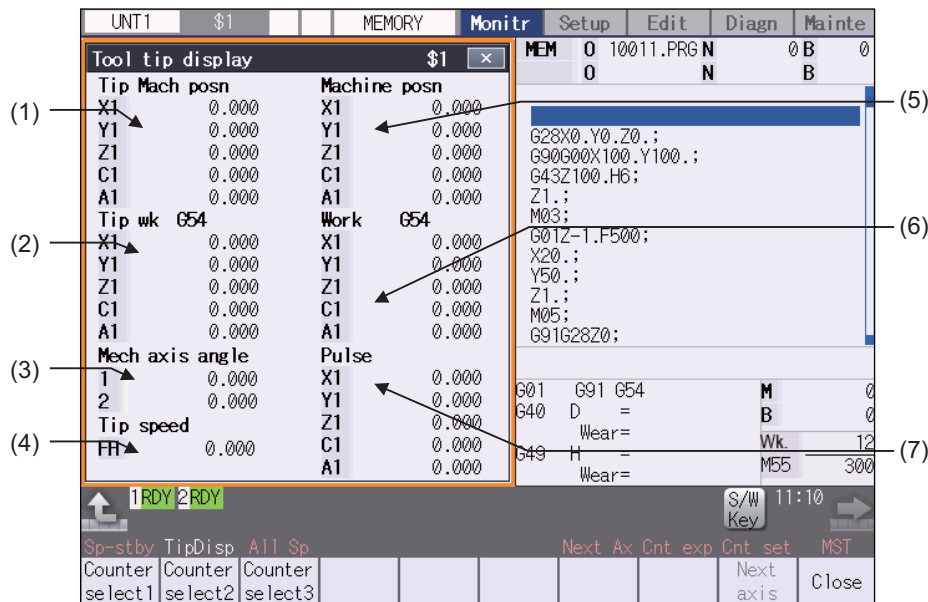 UNT1 $1 MEMORY Monitr Setup Edit Diagn Mainte
Tool tip display $1 ×
MEM O 10011.PRG N 0 B 0
O N B
Tip Mach posn
X1 0.000
Y1 0.000
Z1 0.000
C1 0.000
A1 0.000
Tip wk G54
X1 0.000
Y1 0.000
Z1 0.000
C1 0.000
A1 0.000
Mech axis angle
1 0.000
2 0.000
Tip speed
FH 0.000
Machine posn
X1 0.000
Y1 0.000
Z1 0.000
C1 0.000
A1 0.000
Work G54
X1 0.000
Y1 0.000
Z1 0.000
C1 0.000
A1 0.000
Pulse
X1 0.000
Y1 0.000
Z1 0.000
C1 0.000
A1 0.000
G28X0.Y0.Z0.;
G90G00X100.Y100.;
G43Z100.H6;
Z1.;
M03;
G01Z-1.F500;
X20.;
Y50.;
Z1.;
M05;
G91G28Z0;
G01 G91 G54
G40 D =
Wear=
G49 H =
Wear=
M 0
B 0
Wk. 12
M55 300
1 RDY 2 RDY
S/W Key 11:10
Sp-stby TipDisp All Sp Next Ax Cnt exp Cnt set MST
Counter select1 Counter select2 Counter select3 Next axis Close
(1)
(2)
(3)
(4)
(5)
(6)
(7)